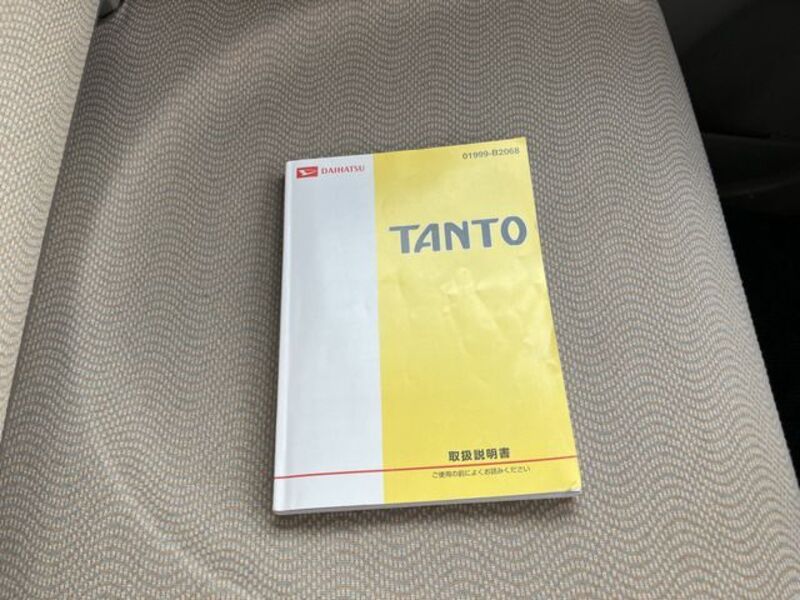 DAIHATSU
01999-B2068
TANTO
取扱説明書
ご使用の前によくお読みください